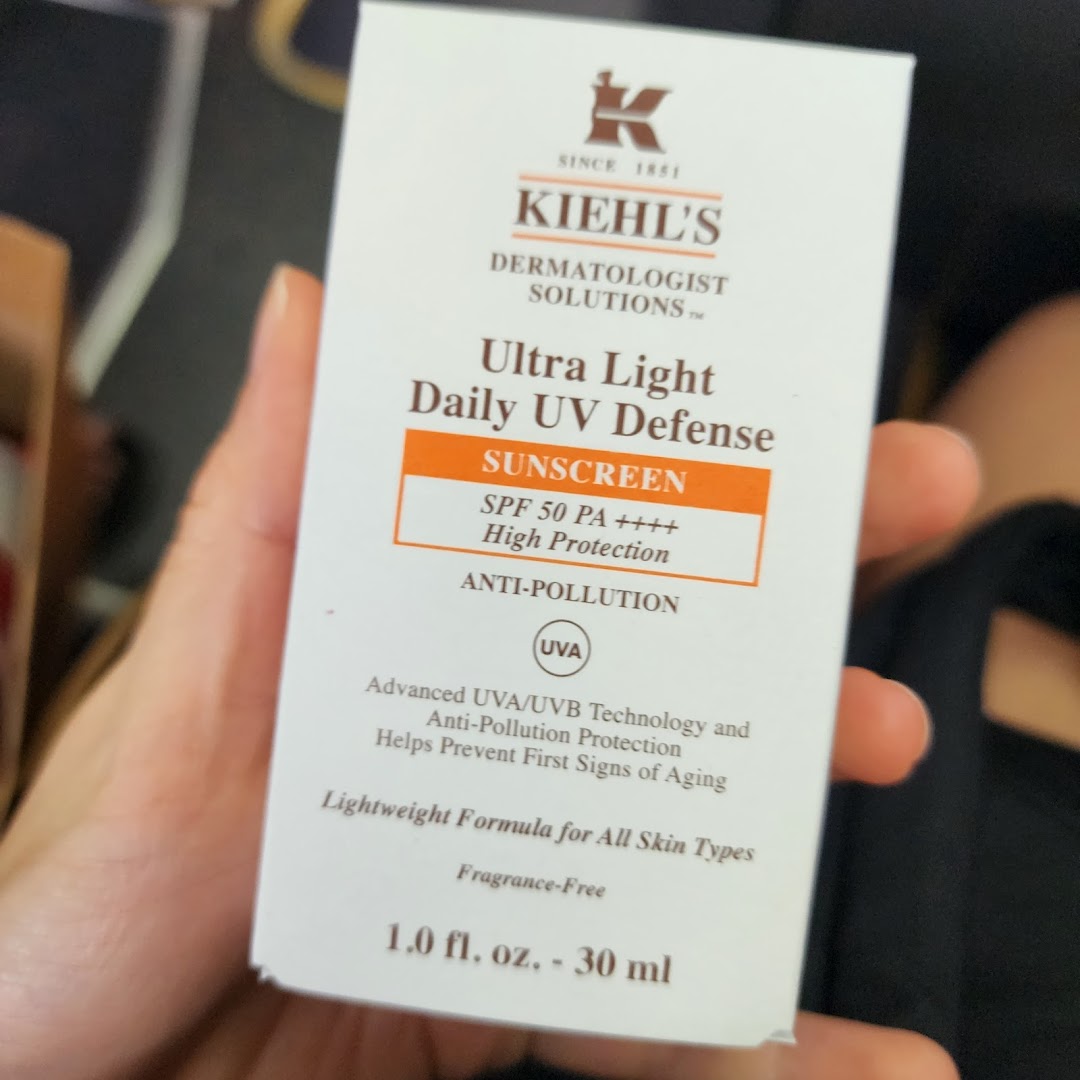 K
SINCE 1851
KIEHL'S
DERMATOLOGIST
SOLUTIONS™
Ultra Light
Daily UV Defense
SUNSCREEN
SPF 50 PA ++++
High Protection
ANTI-POLLUTION
UVA
Advanced UVA/UVB Technology and
Anti-Pollution Protection
Helps Prevent First Signs of Aging
Lightweight Formula for All Skin Types
Fragrance-Free
1.0 fl. oz. - 30 ml